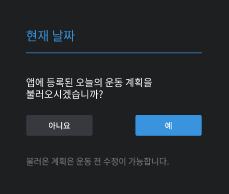 현재 날짜
앱에 등록된 오늘의 운동 계획을
불러오시겠습니까?
아니요
예
불러온 계획은 운동 전 수정이 가능합니다.